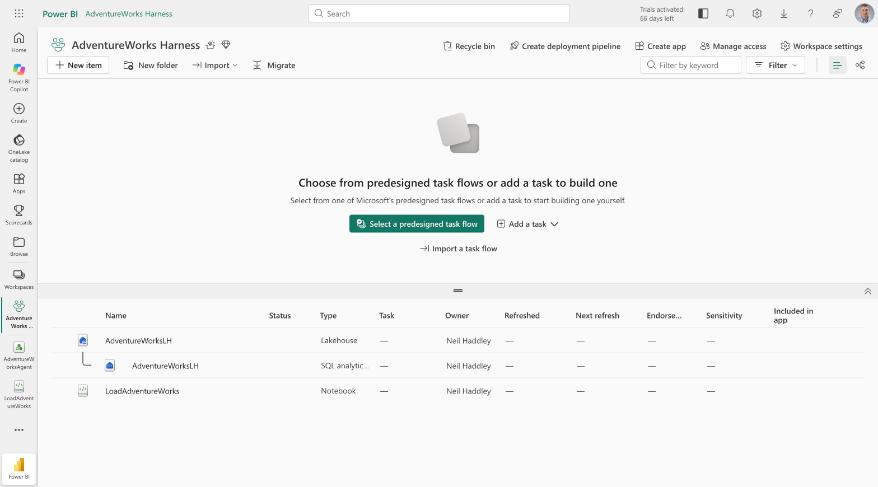 Power BI AdventureWorks Harness
Search
Trials activated:
66 days left
Home
Power BI
Copilot
Create
OneLake
catalog
Apps
Scorecards
Browse
Workspaces
Adventure
Works ...
AdventureW
orksAgent
LoadAdvent
ureWorks
Power BI
AdventureWorks Harness
Recycle bin
Create deployment pipeline
Create app
Manage access
Workspace settings
New item
New folder
Import
Migrate
Filter by keyword
Filter
Choose from predesigned task flows or add a task to build one
Select from one of Microsoft's predesigned task flows or add a task to start building one yourself.
Select a predesigned task flow
Add a task
Import a task flow
Name Status Type Task Owner Refreshed Next refresh Endorse... Sensitivity Included in
app
AdventureWorksLH Lakehouse — Neil Haddley — — — —
AdventureWorksLH SQL analytic... — Neil Haddley — — — —
LoadAdventureWorks Notebook — Neil Haddley — — — —